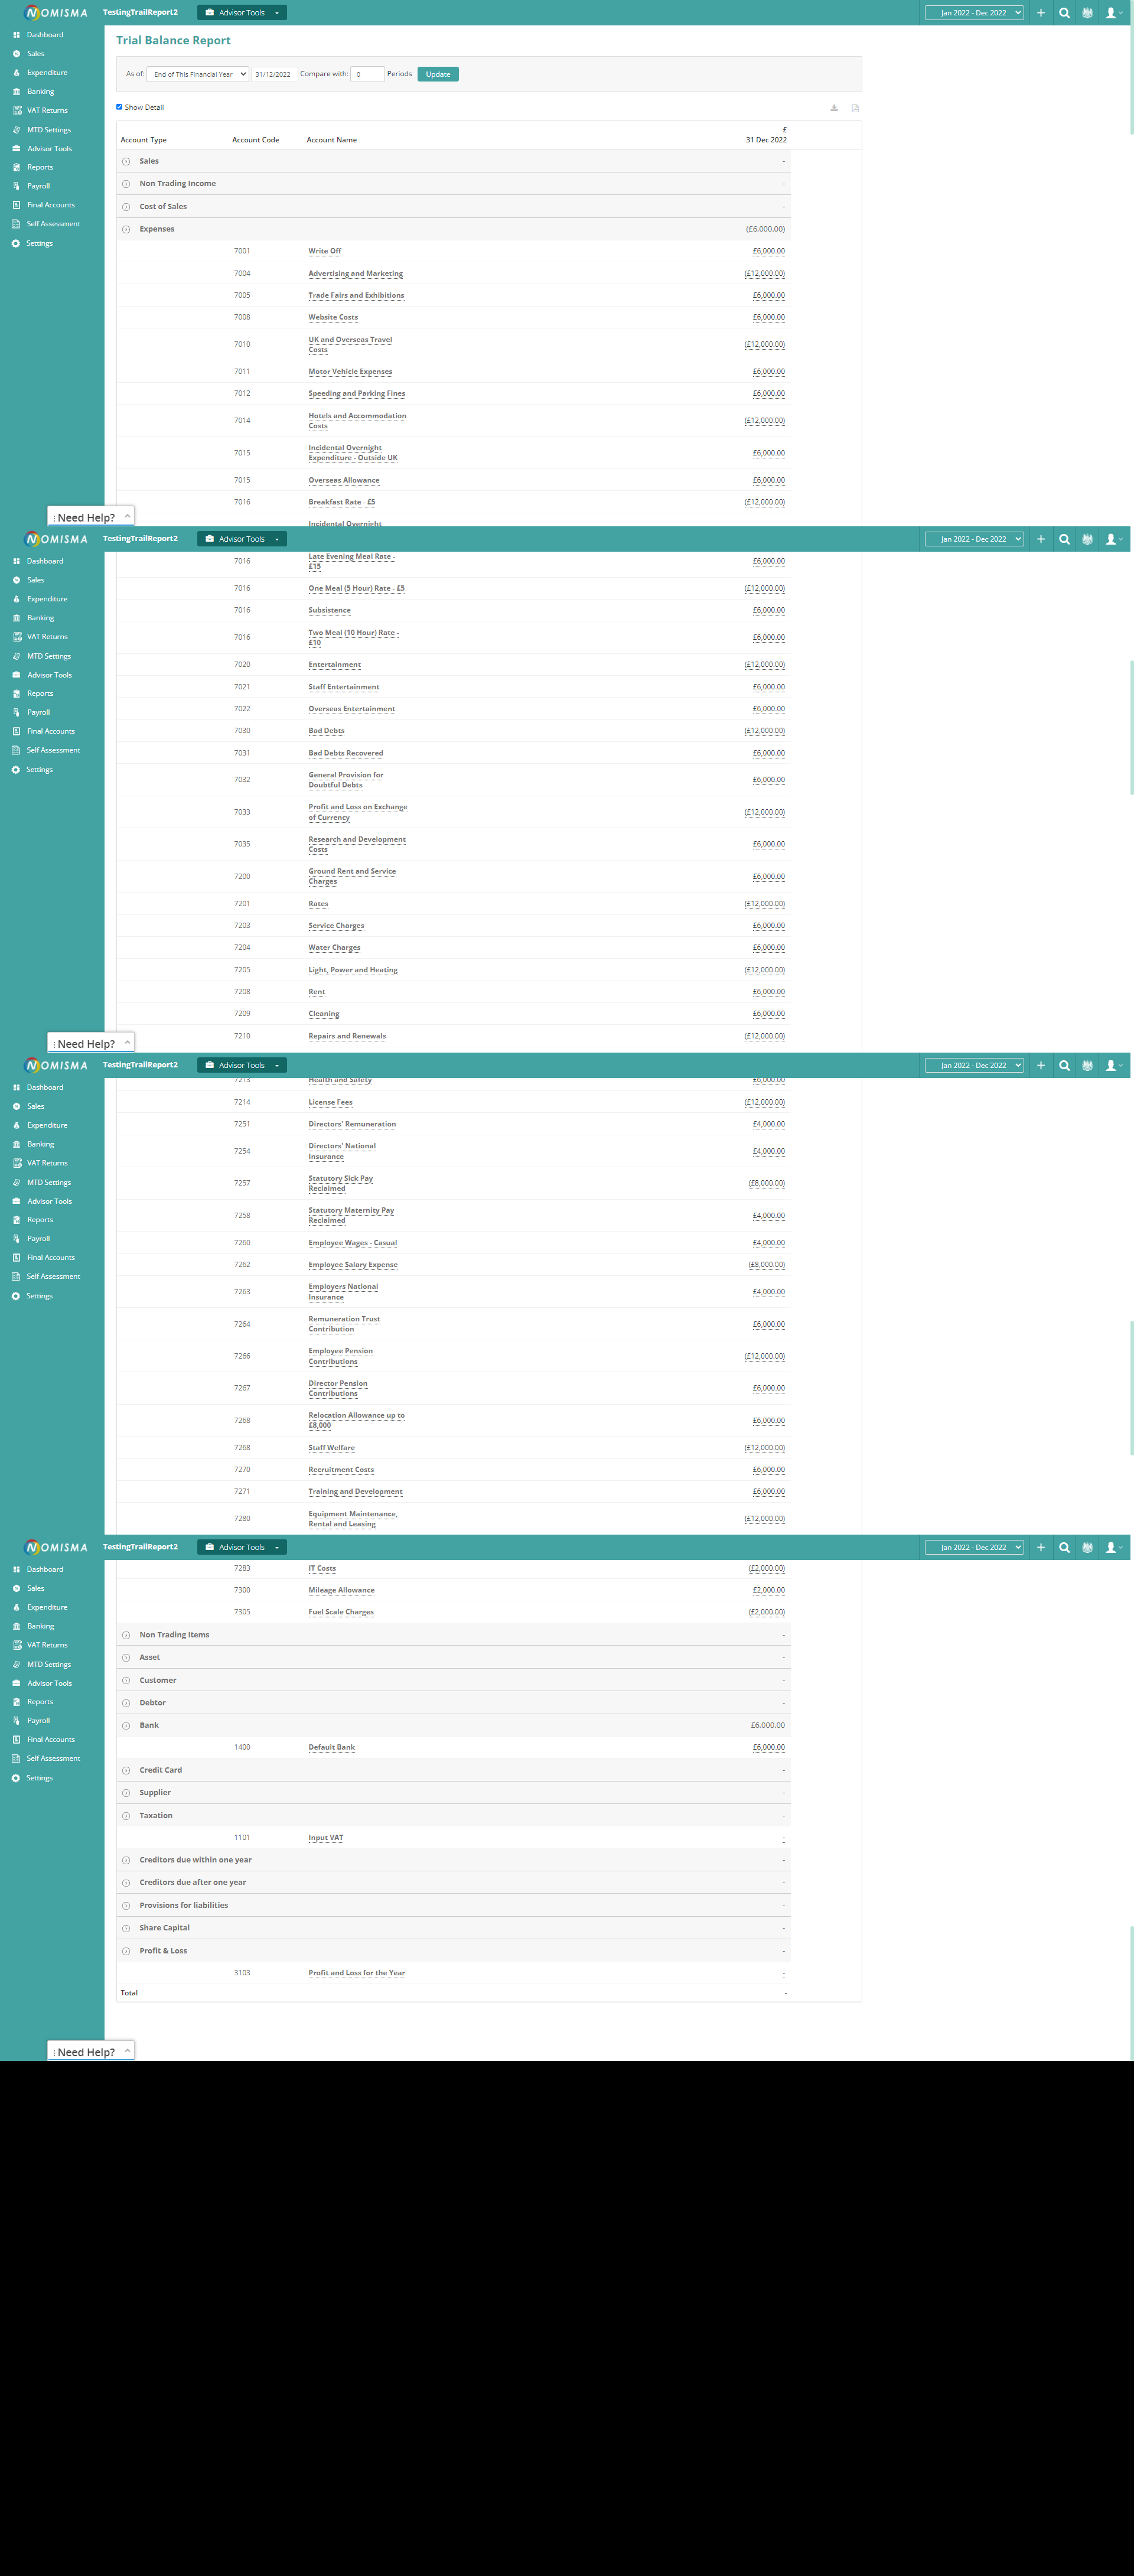 NOMISMA TestingTrailReport2 Advisor Tools Jan 2022 - Dec 2022
Dashboard
Sales
Expenditure
Banking
VAT Returns
MTD Settings
Advisor Tools
Reports
Payroll
Final Accounts
Self Assessment
Settings
Trial Balance Report
As of: End of This Financial Year 31/12/2022 Compare with: 0 Periods Update
Show Detail
£
Account Type Account Code Account Name 31 Dec 2022
Sales -
Non Trading Income -
Cost of Sales -
Expenses (£6,000.00)
7001 Write Off £6,000.00
7004 Advertising and Marketing (£12,000.00)
7005 Trade Fairs and Exhibitions £6,000.00
7008 Website Costs £6,000.00
UK and Overseas Travel
7010 (£12,000.00)
Costs
7011 Motor Vehicle Expenses £6,000.00
7012 Speeding and Parking Fines £6,000.00
Hotels and Accommodation
7014 (£12,000.00)
Costs
Incidental Overnight
7015 £6,000.00
Expenditure - Outside UK
7015 Overseas Allowance £6,000.00
7016 Breakfast Rate - £5 (£12,000.00)
Incidental Overnight
Need Help?
NOMISMA TestingTrailReport2 Advisor Tools Jan 2022 - Dec 2022
Dashboard
Sales
Expenditure
Banking
VAT Returns
MTD Settings
Advisor Tools
Reports
Payroll
Final Accounts
Self Assessment
Settings
Late Evening Meal Rate -
7016 £6,000.00
£15
7016 One Meal (5 Hour) Rate - £5 (£12,000.00)
7016 Subsistence £6,000.00
Two Meal (10 Hour) Rate -
7016 £6,000.00
£10
7020 Entertainment (£12,000.00)
7021 Staff Entertainment £6,000.00
7022 Overseas Entertainment £6,000.00
7030 Bad Debts (£12,000.00)
7031 Bad Debts Recovered £6,000.00
General Provision for
7032 £6,000.00
Doubtful Debts
Profit and Loss on Exchange
7033 (£12,000.00)
of Currency
Research and Development
7035 £6,000.00
Costs
Ground Rent and Service
7200 £6,000.00
Charges
7201 Rates (£12,000.00)
7203 Service Charges £6,000.00
7204 Water Charges £6,000.00
7205 Light, Power and Heating (£12,000.00)
7208 Rent £6,000.00
7209 Cleaning £6,000.00
7210 Repairs and Renewals (£12,000.00)
Need Help?
NOMISMA TestingTrailReport2 Advisor Tools Jan 2022 - Dec 2022
Dashboard
Sales
Expenditure
Banking
VAT Returns
MTD Settings
Advisor Tools
Reports
Payroll
Final Accounts
Self Assessment
Settings
7213 Health and Safety £6,000.00
7214 License Fees (£12,000.00)
7251 Directors' Remuneration £4,000.00
Directors' National
7254 £4,000.00
Insurance
Statutory Sick Pay
7257 (£8,000.00)
Reclaimed
Statutory Maternity Pay
7258 £4,000.00
Reclaimed
7260 Employee Wages - Casual £4,000.00
7262 Employee Salary Expense (£8,000.00)
Employers National
7263 £4,000.00
Insurance
Remuneration Trust
7264 £6,000.00
Contribution
Employee Pension
7266 (£12,000.00)
Contributions
Director Pension
7267 £6,000.00
Contributions
Relocation Allowance up to
7268 £6,000.00
£8,000
7268 Staff Welfare (£12,000.00)
7270 Recruitment Costs £6,000.00
7271 Training and Development £6,000.00
Equipment Maintenance,
7280 (£12,000.00)
Rental and Leasing
NOMISMA TestingTrailReport2 Advisor Tools Jan 2022 - Dec 2022
Dashboard
Sales
Expenditure
Banking
VAT Returns
MTD Settings
Advisor Tools
Reports
Payroll
Final Accounts
Self Assessment
Settings
7283 IT Costs (£2,000.00)
7300 Mileage Allowance £2,000.00
7305 Fuel Scale Charges (£2,000.00)
Non Trading Items -
Asset -
Customer -
Debtor -
Bank £6,000.00
1400 Default Bank £6,000.00
Credit Card -
Supplier -
Taxation -
1101 Input VAT -
Creditors due within one year -
Creditors due after one year -
Provisions for liabilities -
Share Capital -
Profit & Loss -
3103 Profit and Loss for the Year -
Total -
Need Help?